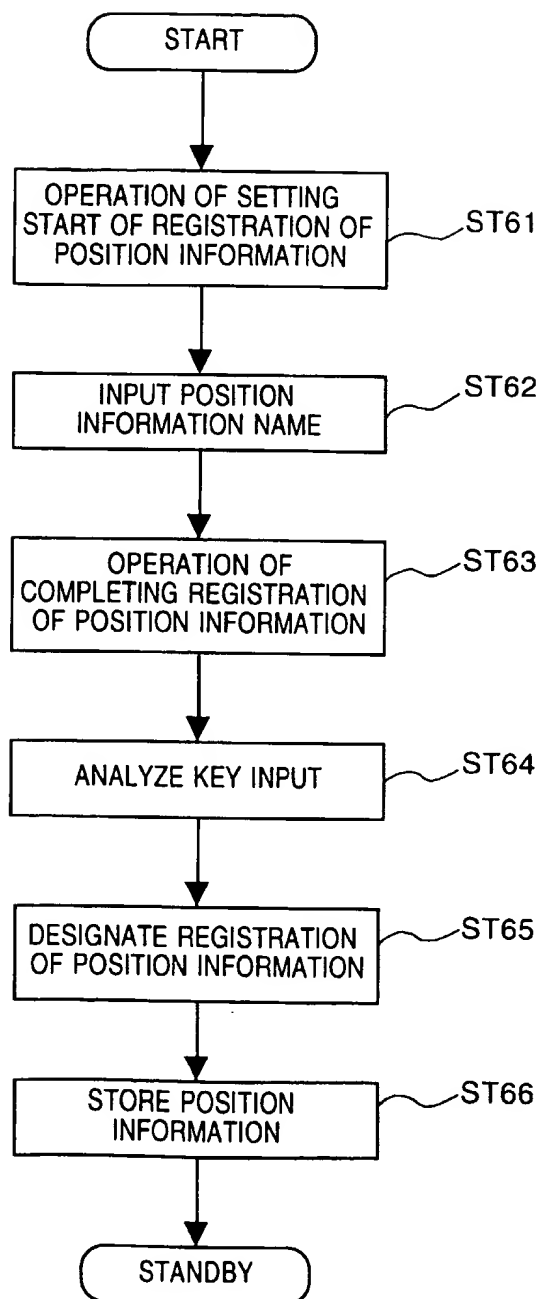 START
OPERATION OF SETTING
START OF REGISTRATION OF
POSITION INFORMATION
ST61
INPUT POSITION
INFORMATION NAME
ST62
OPERATION OF
COMPLETING REGISTRATION
OF POSITION INFORMATION
ST63
ANALYZE KEY INPUT
ST64
DESIGNATE REGISTRATION
OF POSITION INFORMATION
ST65
STORE POSITION
INFORMATION
ST66
STANDBY